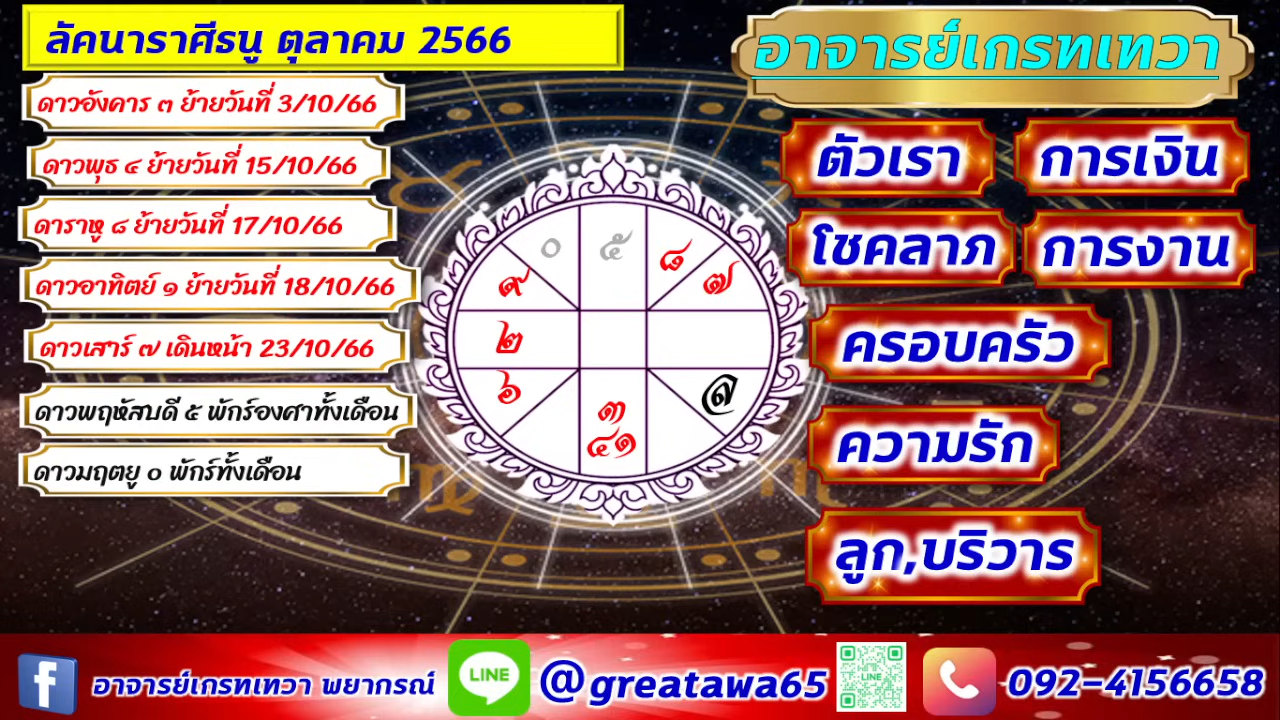 ลัคนาราศีธนู ตุลาคม 2566
ดาวอังคาร ๓ ย้ายวันที่ 3/10/66
ดาวพุธ ๔ ย้ายวันที่ 15/10/66
ดาราหู ๘ ย้ายวันที่ 17/10/66
ดาวอาทิตย์ ๑ ย้ายวันที่ 18/10/66
ดาวเสาร์ ๗ เดินหน้า 23/10/66
ดาวพฤหัสบดี ๕ พักร์องศาทั้งเดือน
ดาวมฤตยู ๐ พักร์ทั้งเดือน
๐ ๕ ๘
๙ ๗
๒
๖ ล
๓
๔๑
อาจารย์เกรทเทวา
ตัวเรา การเงิน
โชคลาภ การงาน
ครอบครัว
ความรัก
ลูก,บริวาร
อาจารย์เกรทเทวา พยากรณ์
LINE
@greatawa65
LINE
092-4156658